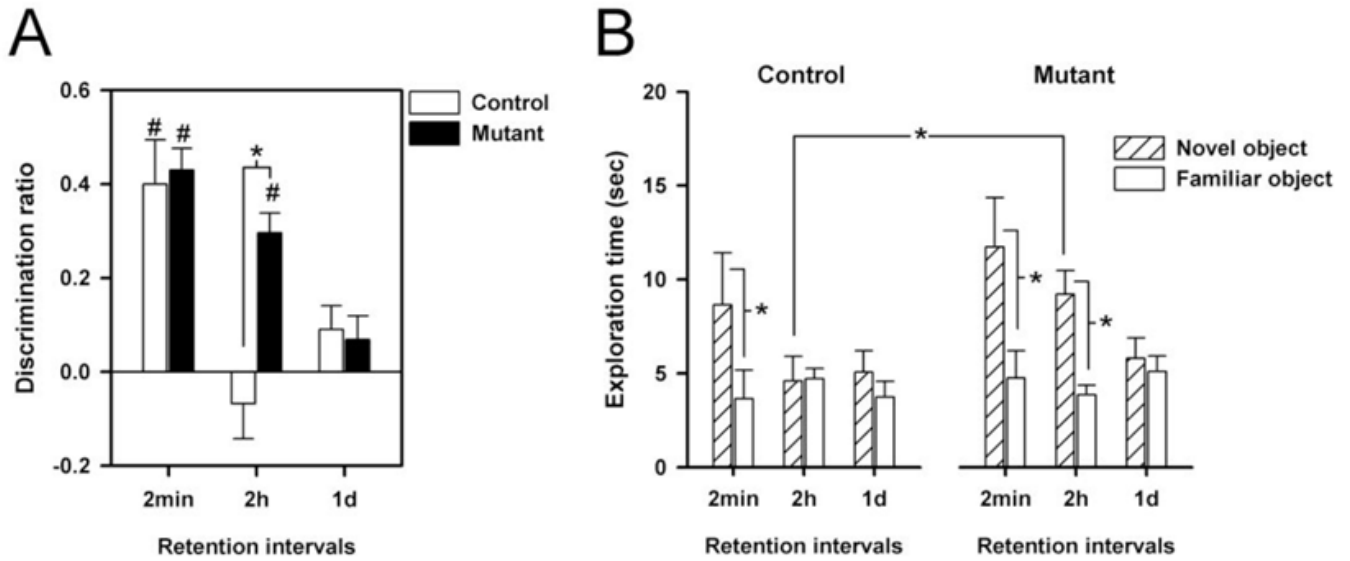 A
0.6
0.4
0.2
0.0
-0.2
Discrimination ratio
# #
*
#
Control
Mutant
2min 2h 1d
Retention intervals
B
Control Mutant
20
15
10
5
0
Exploration time (sec)
*
Novel object
Familiar object
*
*
*
2min 2h 1d 2min 2h 1d
Retention intervals Retention intervals